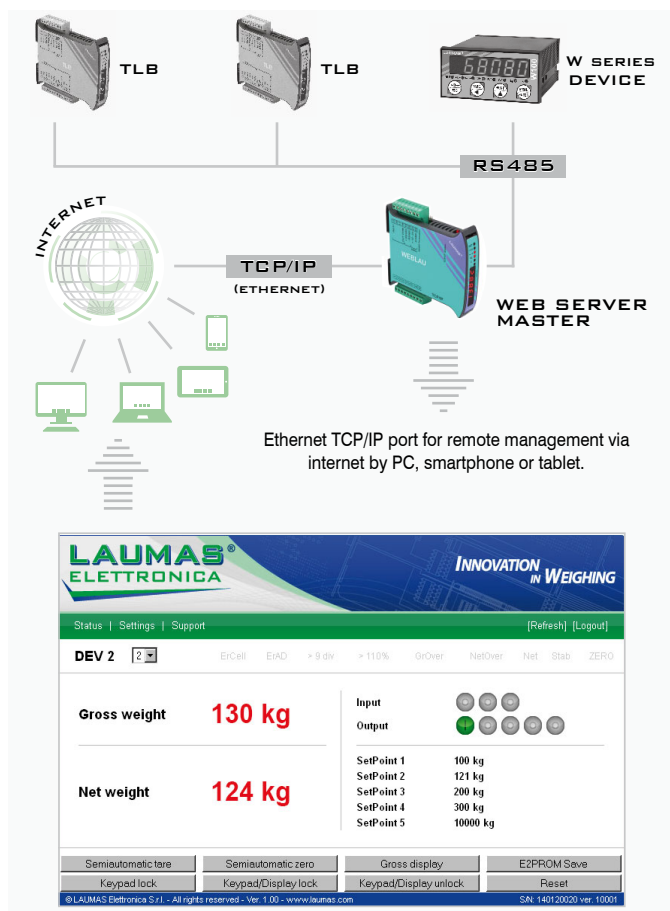 TLB
TLB
W SERIES
DEVICE
LAUMAS
68080
W100
RS485
INTERNET
WEBLAU
TCP/IP
(ETHERNET)
WEB SERVER
MASTER
Ethernet TCP/IP port for remote management via
internet by PC, smartphone or tablet.
LAUMAS®
ELETTRONICA
INNOVATION
IN WEIGHING
Status | Settings | Support [Refresh] [Logout]
DEV 2 2 ErCell ErAD > 9 div > 110% GrOver NetOver Net Stab ZERO
Gross weight 130 kg
Input
Output
Net weight 124 kg
SetPoint 1 100 kg
SetPoint 2 121 kg
SetPoint 3 200 kg
SetPoint 4 300 kg
SetPoint 5 10000 kg
Semiautomatic tare Semiautomatic zero Gross display E2PROM Save
Keypad lock Keypad/Display lock Keypad/Display unlock Reset
© LAUMAS Elettronica S.r.l. - All rights reserved - Ver. 1.00 - www.laumas.com S/N: 140120020 ver. 10001